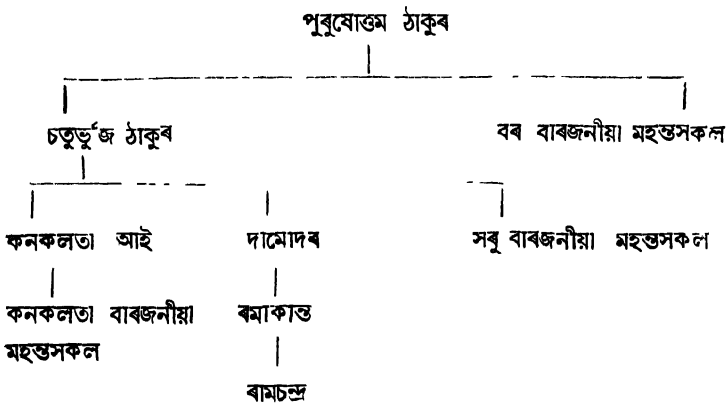 পুৰুষোত্তম ঠাকুৰ
চতুৰ্ভুজ ঠাকুৰ
বৰ বাৰজনীয়া মহন্তসকল
কনকলতা আই
দামোদৰ
সৰু বাৰজনীয়া মহন্তসকল
কনকলতা বাৰজনীয়া
মহন্তসকল
ৰমাকান্ত
ৰামচন্দ্ৰ